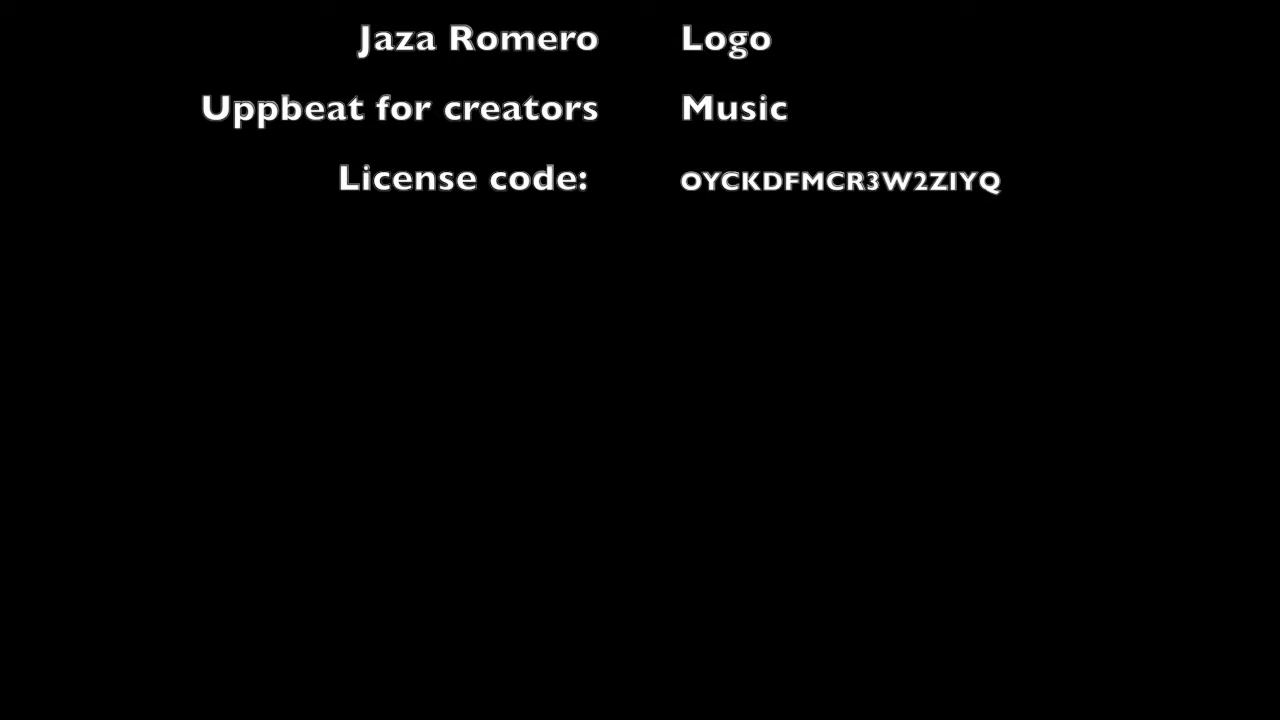 Jaza Romero Logo
Uppbeat for creators Music
License code: OYCKDFMCR3W2ZIYQ